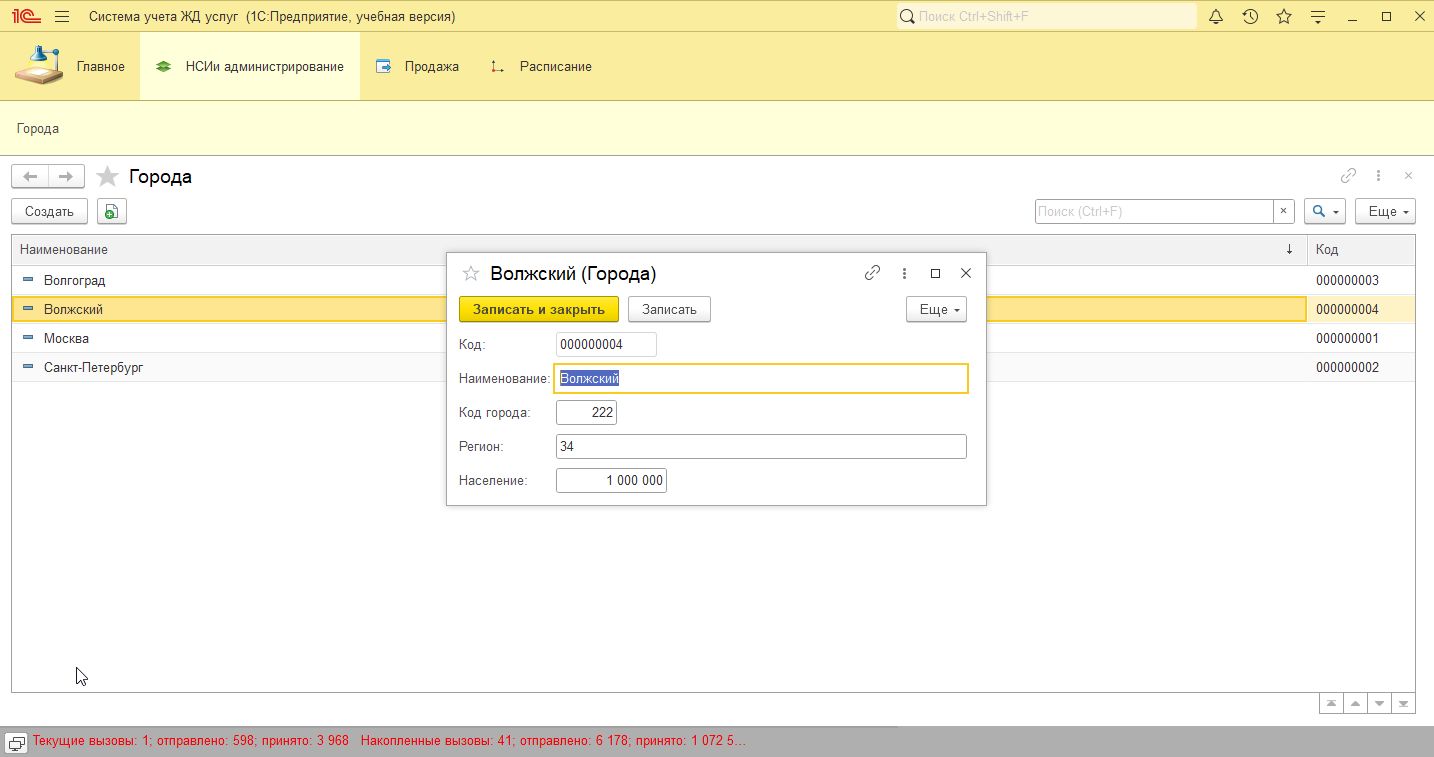 1С Система учета ЖД услуг (1С:Предприятие, учебная версия) Поиск Ctrl+Shift+F
Главное НСИи администрирование Продажа Расписание
Города
Города
Создать Поиск (Ctrl+F) × Еще
Наименование ↓ Код
Волгоград 000000003
Волжский 000000004
Москва 000000001
Санкт-Петербург 000000002
Волжский (Города)
Записать и закрыть Записать Еще
Код: 000000004
Наименование: Волжский
Код города: 222
Регион: 34
Население: 1 000 000
Текущие вызовы: 1; отправлено: 598; принято: 3 968 Накопленные вызовы: 41; отправлено: 6 178; принято: 1 072 5...